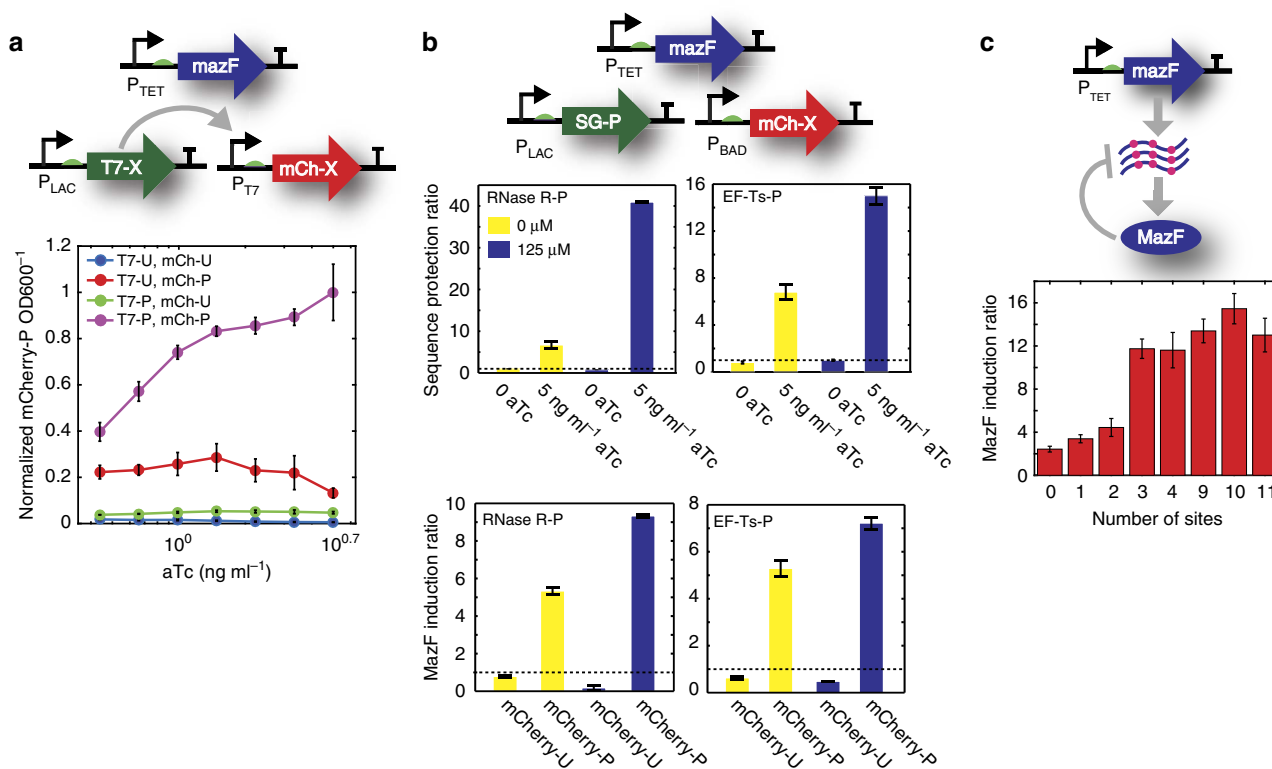 a
mazF
P_TET
T7-X
mCh-X
P_LAC
P_T7
Normalized mCherry-P OD600⁻¹
1.2
1
0.8
0.6
0.4
0.2
0
T7-U, mCh-U
T7-U, mCh-P
T7-P, mCh-U
T7-P, mCh-P
10⁰ 10⁰·⁷
aTc (ng ml⁻¹)
b
mazF
P_TET
SG-P
mCh-X
P_LAC
P_BAD
Sequence protection ratio
40
30
20
10
0
RNase R-P
0 µM
125 µM
0 aTc
5 ng ml⁻¹ aTc
0 aTc
5 ng ml⁻¹ aTc
16
12
8
4
0
EF-Ts-P
0 aTc
5 ng ml⁻¹ aTc
0 aTc
5 ng ml⁻¹ aTc
MazF induction ratio
10
8
6
4
2
0
RNase R-P
mCherry-U
mCherry-P
mCherry-U
mCherry-P
8
6
4
2
0
EF-Ts-P
mCherry-U
mCherry-P
mCherry-U
mCherry-P
c
mazF
P_TET
MazF
MazF induction ratio
16
12
8
4
0
0 1 2 3 4 9 10 11
Number of sites